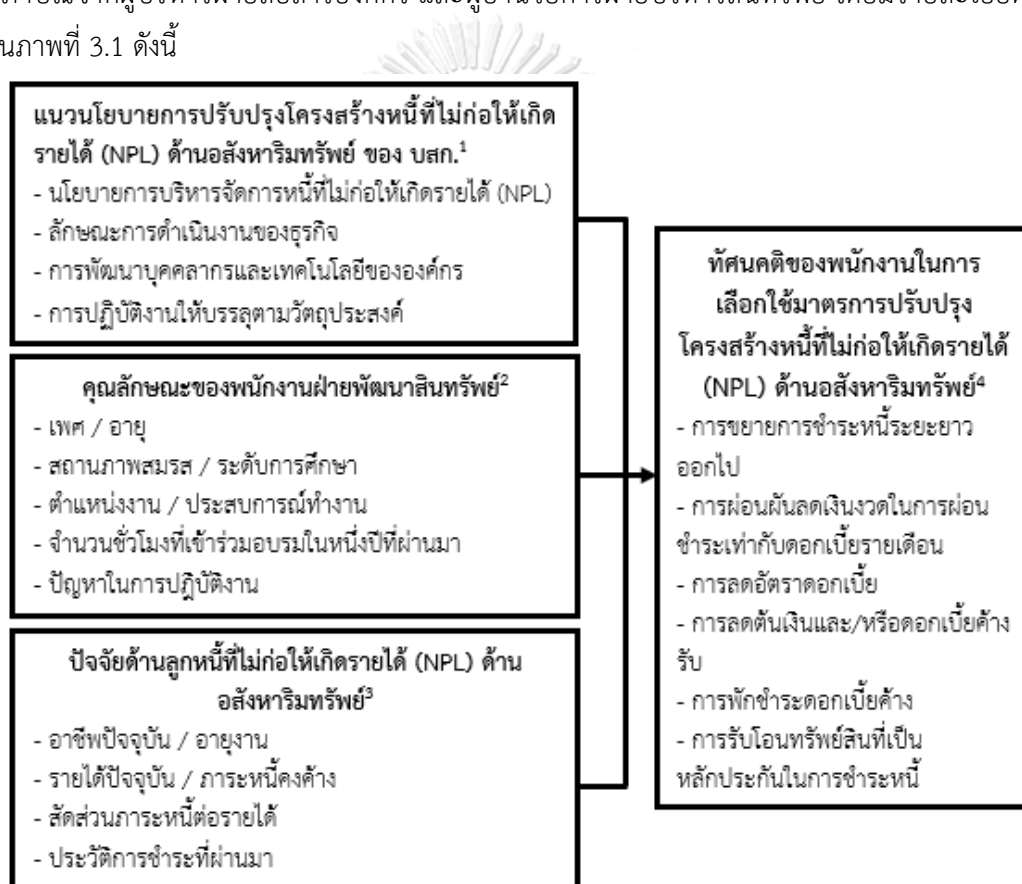 และผู้อำนวยการฝ่ายบริหารสินทรัพย์
นภาพที่ 3.1 ดังนี้
แนวนโยบายการปรับปรุงโครงสร้างหนี้ที่ไม่ก่อให้เกิด
รายได้ (NPL) ด้านอสังหาริมทรัพย์ ของ บสก.¹
- นโยบายการบริหารจัดการหนี้ที่ไม่ก่อให้เกิดรายได้ (NPL)
- ลักษณะการดำเนินงานของธุรกิจ
- การพัฒนาบุคคลากรและเทคโนโลยีขององค์กร
- การปฏิบัติงานให้บรรลุตามวัตถุประสงค์
คุณลักษณะของพนักงานฝ่ายพัฒนาสินทรัพย์²
- เพศ / อายุ
- สถานภาพสมรส / ระดับการศึกษา
- ตำแหน่งงาน / ประสบการณ์ทำงาน
- จำนวนชั่วโมงที่เข้าร่วมอบรมในหนึ่งปีที่ผ่านมา
- ปัญหาในการปฏิบัติงาน
ปัจจัยด้านลูกหนี้ที่ไม่ก่อให้เกิดรายได้ (NPL) ด้าน
อสังหาริมทรัพย์³
- อาชีพปัจจุบัน / อายุงาน
- รายได้ปัจจุบัน / ภาระหนี้คงค้าง
- สัดส่วนภาระหนี้ต่อรายได้
- ประวัติการชำระที่ผ่านมา
ทัศนคติของพนักงานในการ
เลือกใช้มาตรการปรับปรุง
โครงสร้างหนี้ที่ไม่ก่อให้เกิดรายได้
(NPL) ด้านอสังหาริมทรัพย์⁴
- การขยายการชำระหนี้ระยะยาว
ออกไป
- การผ่อนผันลดเงินงวดในการผ่อน
ชำระเท่ากับดอกเบี้ยรายเดือน
- การลดอัตราดอกเบี้ย
- การลดต้นเงินและ/หรือดอกเบี้ยค้าง
รับ
- การพักชำระดอกเบี้ยค้าง
- การรับโอนทรัพย์สินที่เป็น
หลักประกันในการชำระหนี้